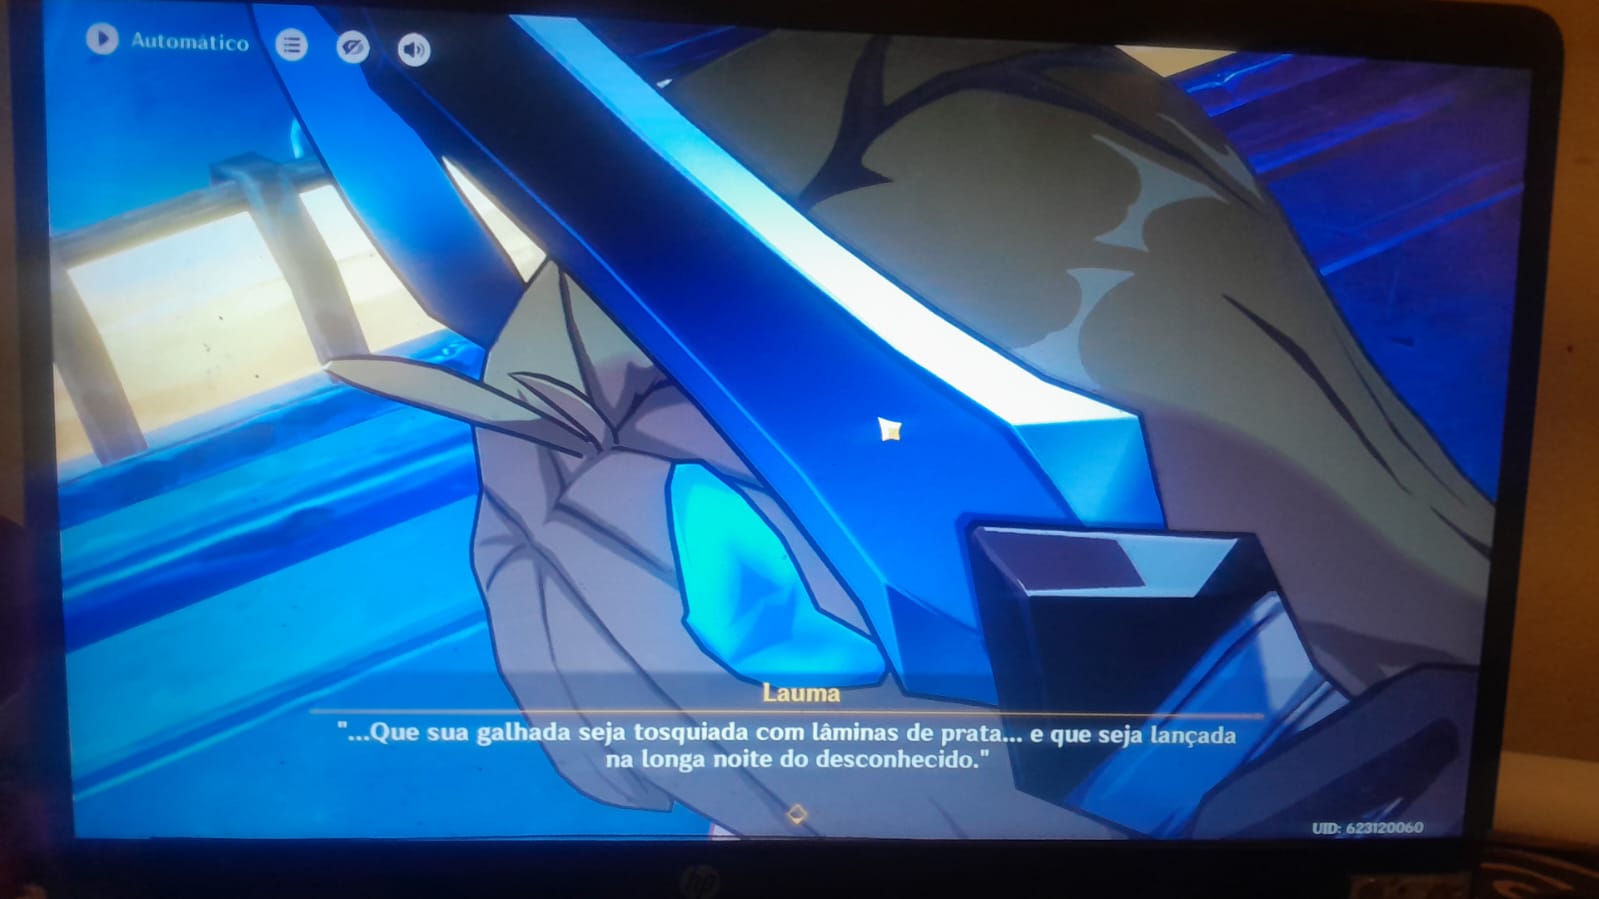 Automático
Lauma
"...Que sua galhada seja tosquiada com lâminas de prata... e que seja lançada
na longa noite do desconhecido."
UID: 623120060
hp